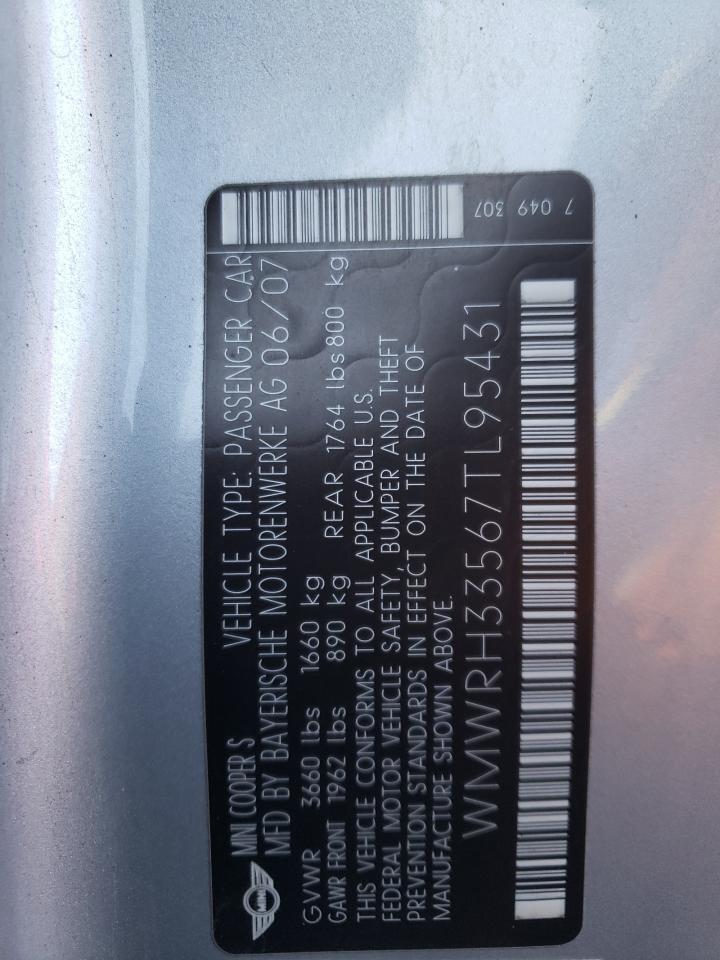 MINI
MINI COOPER S VEHICLE TYPE: PASSENGER CAR
MFD BY BAYERISCHE MOTORENWERKE AG 06/07
GVWR 3660 lbs 1660 kg
GAWR FRONT 1962 lbs 890 kg REAR 1764 lbs 800 kg
THIS VEHICLE CONFORMS TO ALL APPLICABLE U.S.
FEDERAL MOTOR VEHICLE SAFETY, BUMPER AND THEFT
PREVENTION STANDARDS IN EFFECT ON THE DATE OF
MANUFACTURE SHOWN ABOVE.
WMWRH33567TL95431
7 049 307